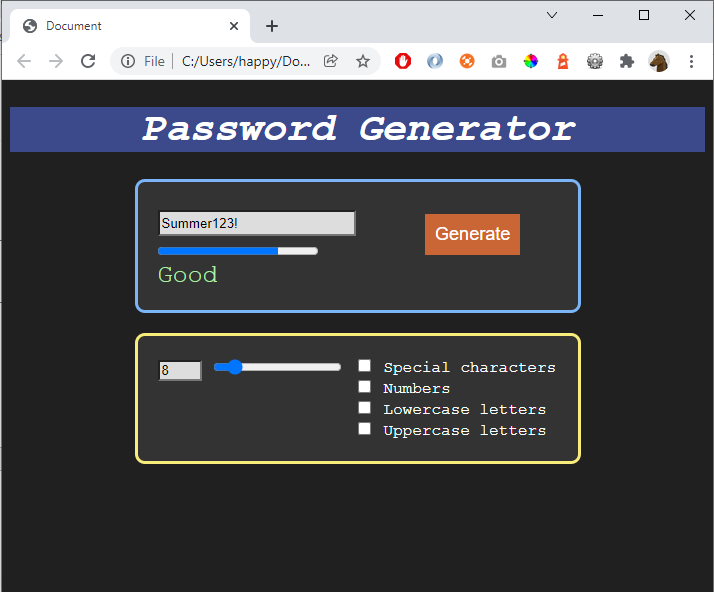 Document
File C:/Users/happy/Do...
Password Generator
Summer123!
Generate
Good
8
Special characters
Numbers
Lowercase letters
Uppercase letters